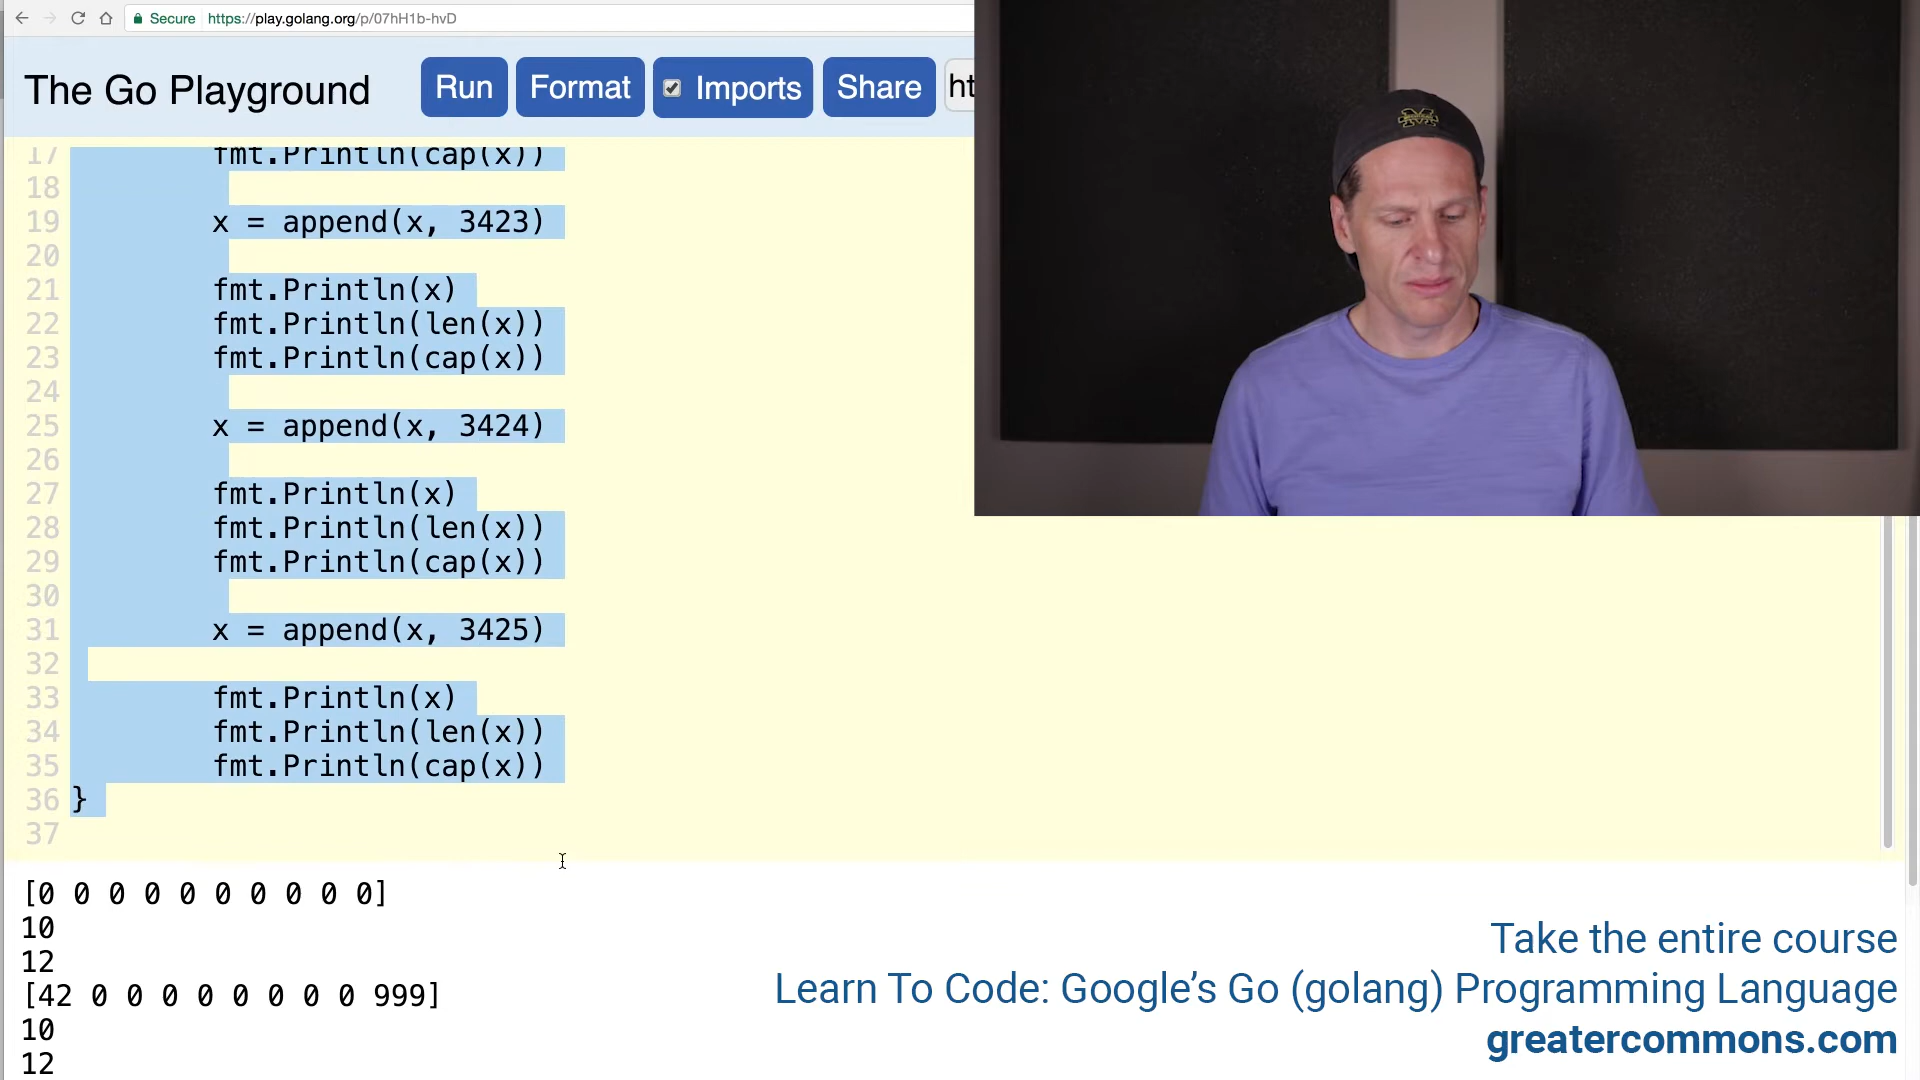 Secure https://play.golang.org/p/07hH1b-hvD
The Go Playground Run Format Imports Share ht
17 fmt.Println(cap(x))
18
19 x = append(x, 3423)
20
21 fmt.Println(x)
22 fmt.Println(len(x))
23 fmt.Println(cap(x))
24
25 x = append(x, 3424)
26
27 fmt.Println(x)
28 fmt.Println(len(x))
29 fmt.Println(cap(x))
30
31 x = append(x, 3425)
32
33 fmt.Println(x)
34 fmt.Println(len(x))
35 fmt.Println(cap(x))
36 }
37
[0 0 0 0 0 0 0 0 0 0]
10
12
[42 0 0 0 0 0 0 0 0 999]
10
12
Take the entire course
Learn To Code: Google’s Go (golang) Programming Language
greatercommons.com